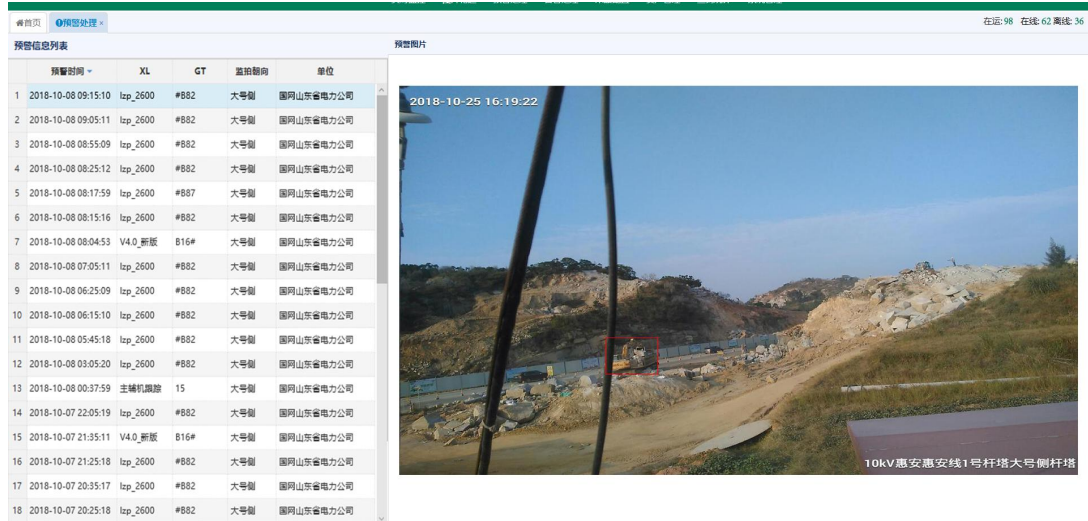 首页 预警处理 ×
在运: 98 在线: 62 离线: 36
预警信息列表
预警图片
预警时间 XL GT 监拍朝向 单位
1 2018-10-08 09:15:10 lzp_2600 #B82 大号侧 国网山东省电力公司
2 2018-10-08 09:05:11 lzp_2600 #B82 大号侧 国网山东省电力公司
3 2018-10-08 08:55:09 lzp_2600 #B82 大号侧 国网山东省电力公司
4 2018-10-08 08:25:12 lzp_2600 #B82 大号侧 国网山东省电力公司
5 2018-10-08 08:17:59 lzp_2600 #B87 大号侧 国网山东省电力公司
6 2018-10-08 08:15:16 lzp_2600 #B82 大号侧 国网山东省电力公司
7 2018-10-08 08:04:53 V4.0_新版 B16# 大号侧 国网山东省电力公司
8 2018-10-08 07:05:11 lzp_2600 #B82 大号侧 国网山东省电力公司
9 2018-10-08 06:25:09 lzp_2600 #B82 大号侧 国网山东省电力公司
10 2018-10-08 06:15:10 lzp_2600 #B82 大号侧 国网山东省电力公司
11 2018-10-08 05:45:18 lzp_2600 #B82 大号侧 国网山东省电力公司
12 2018-10-08 03:05:20 lzp_2600 #B82 大号侧 国网山东省电力公司
13 2018-10-08 00:37:59 主辅机跟踪 15 大号侧 国网山东省电力公司
14 2018-10-07 22:05:19 lzp_2600 #B82 大号侧 国网山东省电力公司
15 2018-10-07 21:35:11 V4.0_新版 B16# 大号侧 国网山东省电力公司
16 2018-10-07 21:25:18 lzp_2600 #B82 大号侧 国网山东省电力公司
17 2018-10-07 20:35:17 lzp_2600 #B82 大号侧 国网山东省电力公司
18 2018-10-07 20:25:18 lzp_2600 #B82 大号侧 国网山东省电力公司
2018-10-25 16:19:22
10kV惠安惠安线1号杆塔大号侧杆塔